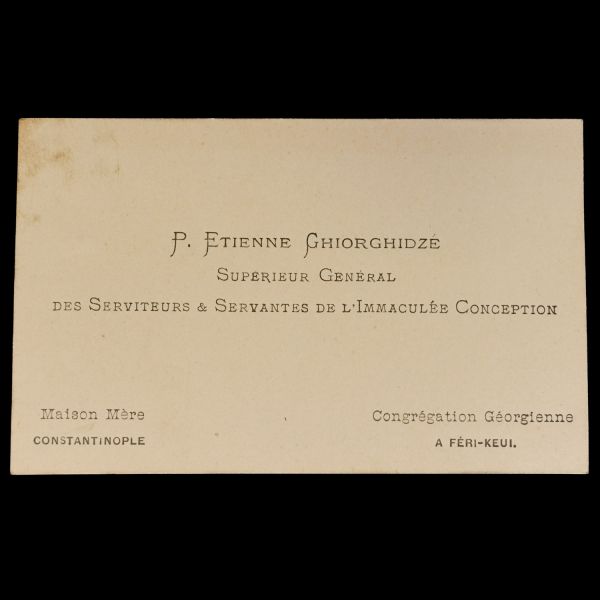 P. ETIENNE GHIORGHIDZÉ
SUPÉRIEUR GÉNÉRAL
DES SERVITEURS & SERVANTES DE L'IMMACULÉE CONCEPTION
Maison Mère
CONSTANTINOPLE
Congrégation Géorgienne
A FÉRI-KEUI.